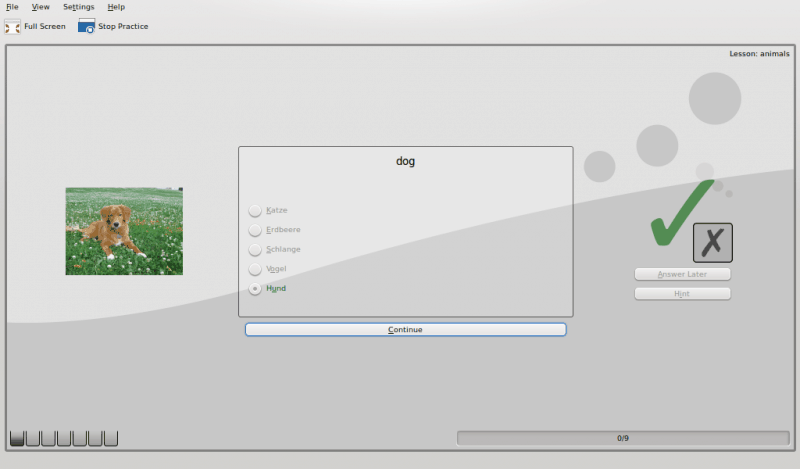 File View Settings Help
Full Screen Stop Practice
Lesson: animals
dog
Katze
Erdbeere
Schlange
Vogel
Hund
Answer Later
Hint
Continue
0/9